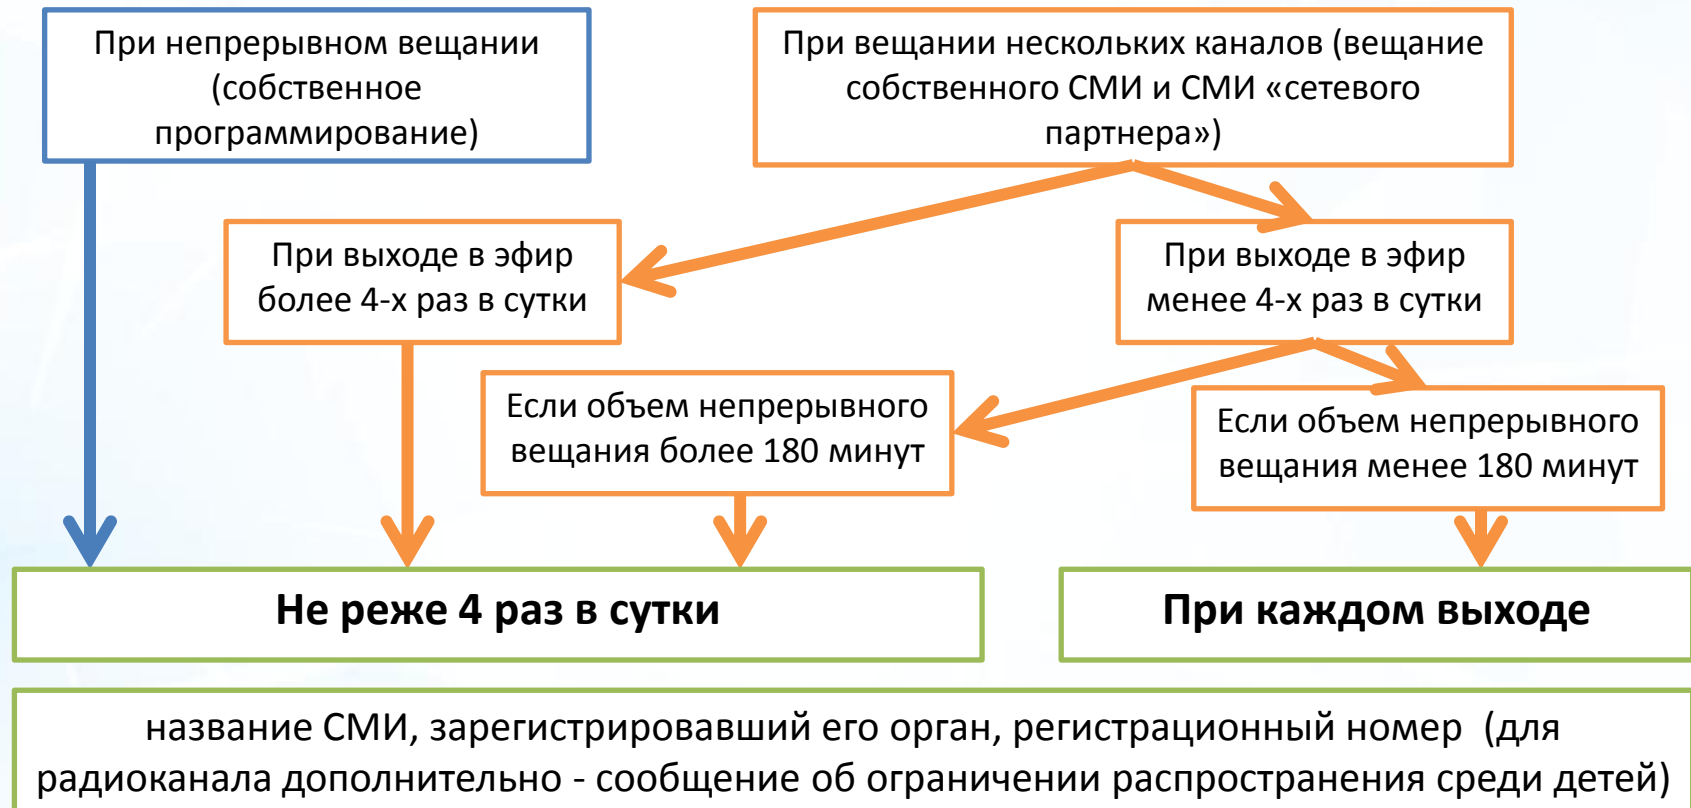 При непрерывном вещании
(собственное
программирование)
При вещании нескольких каналов (вещание
собственного СМИ и СМИ «сетевого
партнера»)
При выходе в эфир
более 4-х раз в сутки
При выходе в эфир
менее 4-х раз в сутки
Если объем непрерывного
вещания более 180 минут
Если объем непрерывного
вещания менее 180 минут
Не реже 4 раз в сутки
При каждом выходе
название СМИ, зарегистрировавший его орган, регистрационный номер (для
радиоканала дополнительно - сообщение об ограничении распространения среди детей)